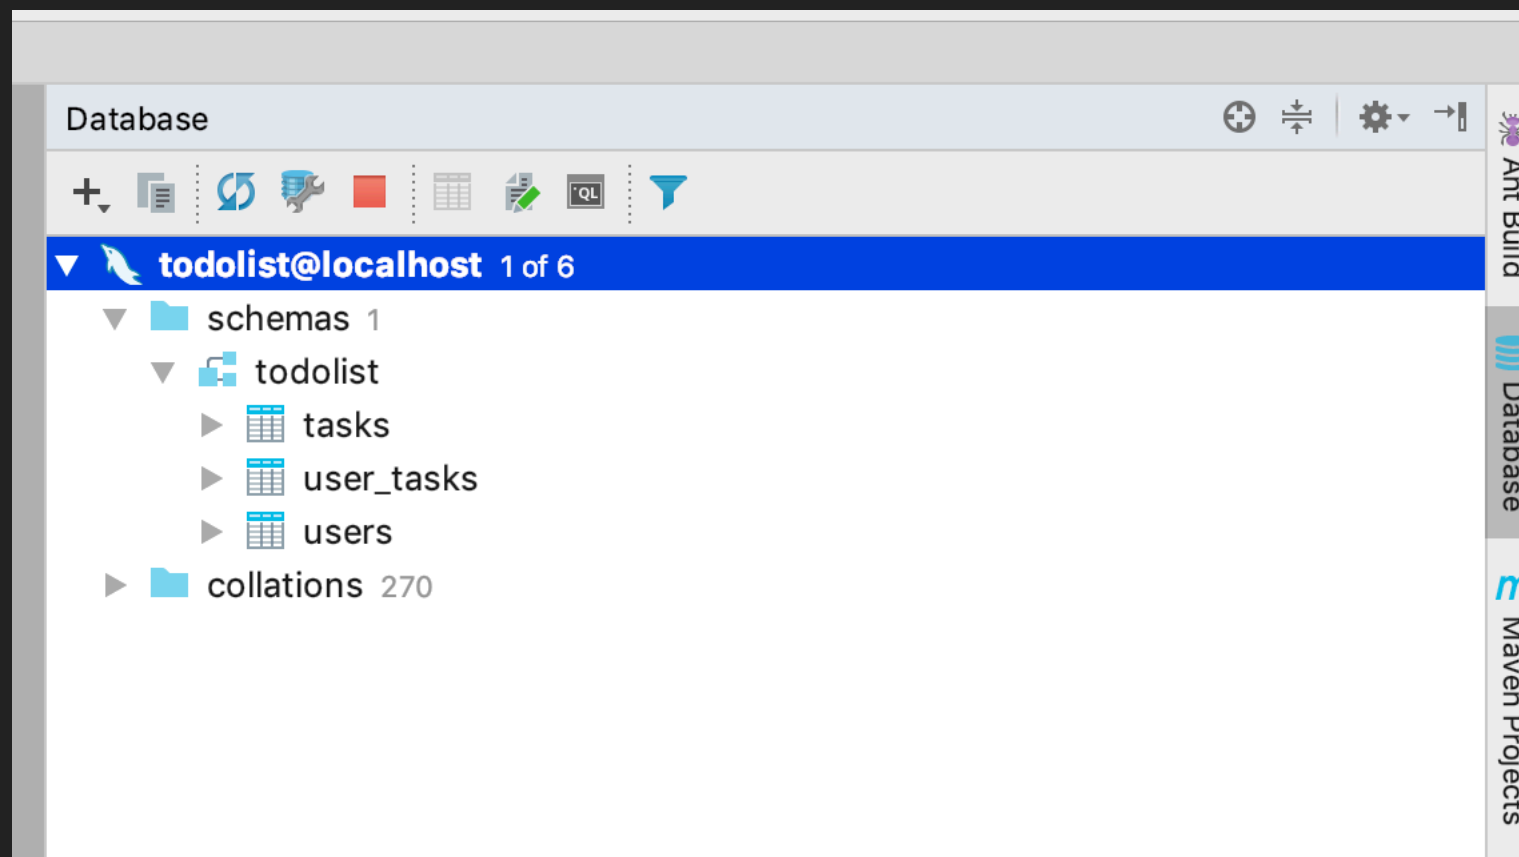 Database
QL
todolist@localhost 1 of 6
schemas 1
todolist
tasks
user_tasks
users
collations 270
Ant Build
Database
Maven Projects